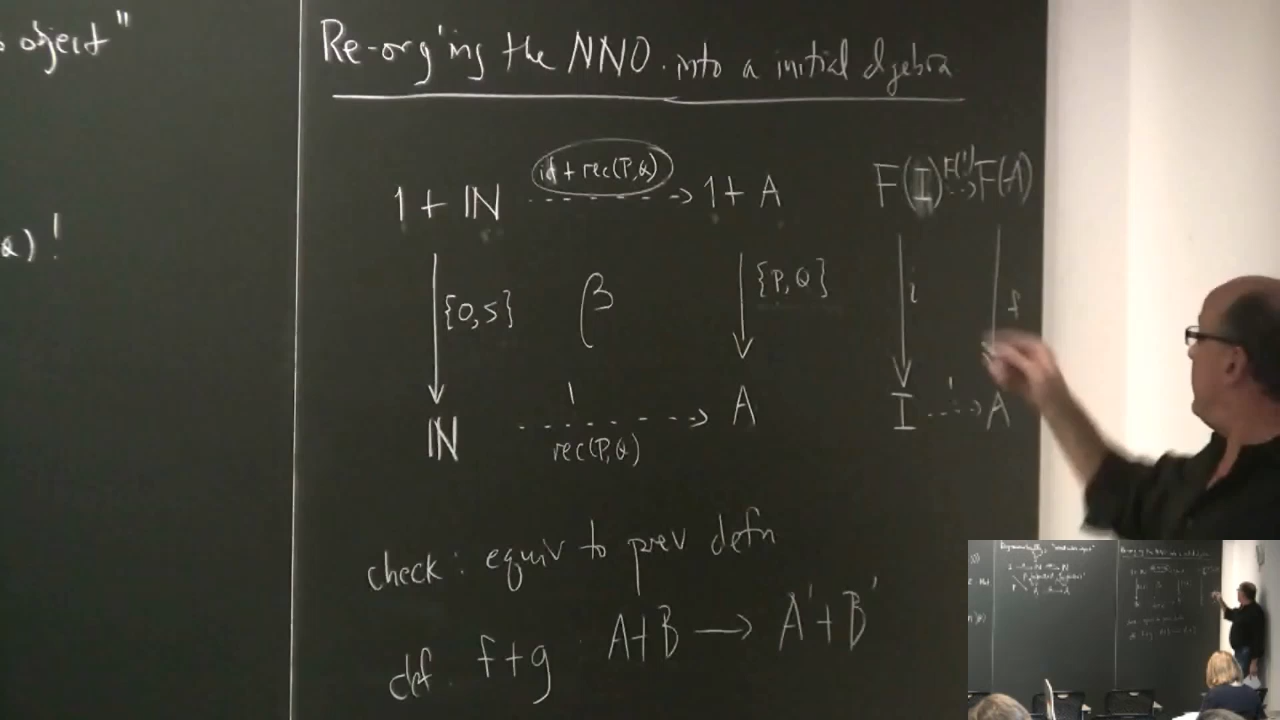 object"
) !
Re-org'ing the NNO into a initial algebra
1 + ℕ id + rec(P,Q) 1 + A F(I) F(!) F(A)
{0,s} β {P,Q} i f
ℕ ! rec(P,Q) A I ! A
check: equiv to prev defn
def. f+g : A+B → A'+B'